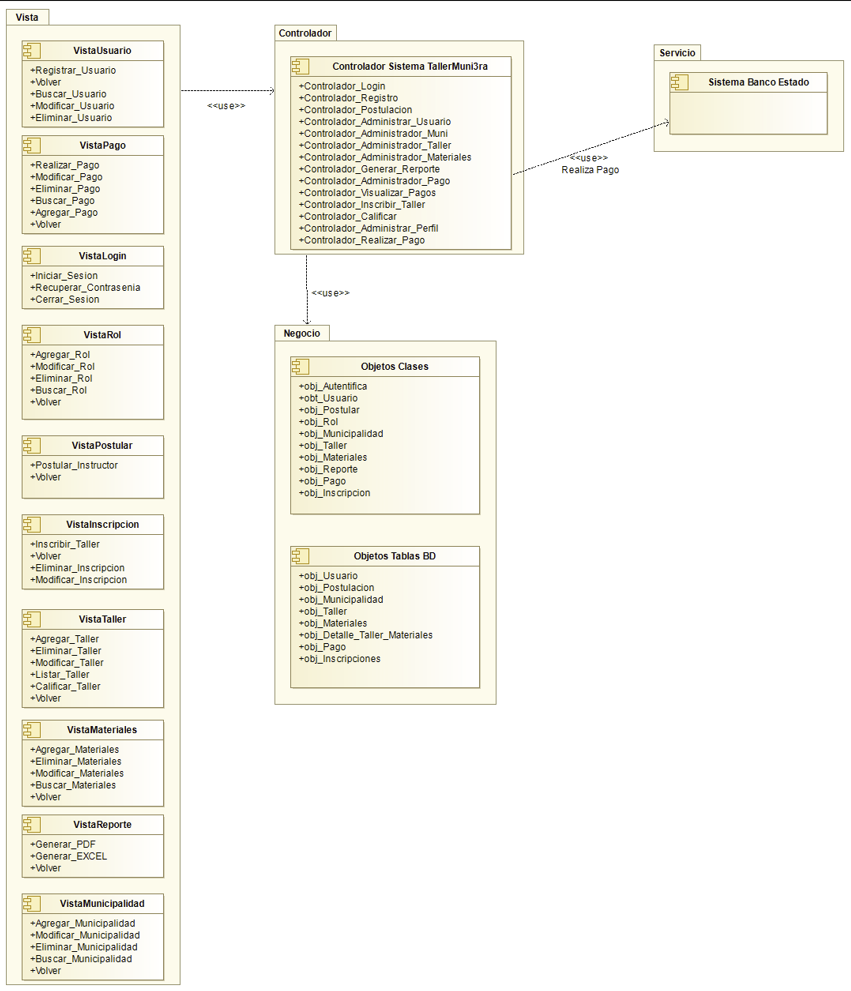 Vista
VistaUsuario
+Registrar_Usuario
+Volver
+Buscar_Usuario
+Modificar_Usuario
+Eliminar_Usuario
VistaPago
+Realizar_Pago
+Modificar_Pago
+Eliminar_Pago
+Buscar_Pago
+Agregar_Pago
+Volver
VistaLogin
+Iniciar_Sesion
+Recuperar_Contrasenia
+Cerrar_Sesion
VistaRol
+Agregar_Rol
+Modificar_Rol
+Eliminar_Rol
+Buscar_Rol
+Volver
VistaPostular
+Postular_Instructor
+Volver
VistaInscripcion
+Inscribir_Taller
+Volver
+Eliminar_Inscripcion
+Modificar_Inscripcion
VistaTaller
+Agregar_Taller
+Eliminar_Taller
+Modificar_Taller
+Listar_Taller
+Calificar_Taller
+Volver
VistaMateriales
+Agregar_Materiales
+Eliminar_Materiales
+Modificar_Materiales
+Buscar_Materiales
+Volver
VistaReporte
+Generar_PDF
+Generar_EXCEL
+Volver
VistaMunicipalidad
+Agregar_Municipalidad
+Modificar_Municipalidad
+Eliminar_Municipalidad
+Buscar_Municipalidad
+Volver
<<use>>
Controlador
Controlador Sistema TallerMuni3ra
+Controlador_Login
+Controlador_Registro
+Controlador_Postulacion
+Controlador_Administrar_Usuario
+Controlador_Administrador_Muni
+Controlador_Administrador_Taller
+Controlador_Administrador_Materiales
+Controlador_Generar_Rerporte
+Controlador_Administrador_Pago
+Controlador_Visualizar_Pagos
+Controlador_Inscribir_Taller
+Controlador_Calificar
+Controlador_Administrar_Perfil
+Controlador_Realizar_Pago
<<use>>
Negocio
Objetos Clases
+obj_Autentifica
+obt_Usuario
+obj_Postular
+obj_Rol
+obj_Municipalidad
+obj_Taller
+obj_Materiales
+obj_Reporte
+obj_Pago
+obj_Inscripcion
Objetos Tablas BD
+obj_Usuario
+obj_Postulacion
+obj_Municipalidad
+obj_Taller
+obj_Materiales
+obj_Detalle_Taller_Materiales
+obj_Pago
+obj_Inscripciones
<<use>>
Realiza Pago
Servicio
Sistema Banco Estado